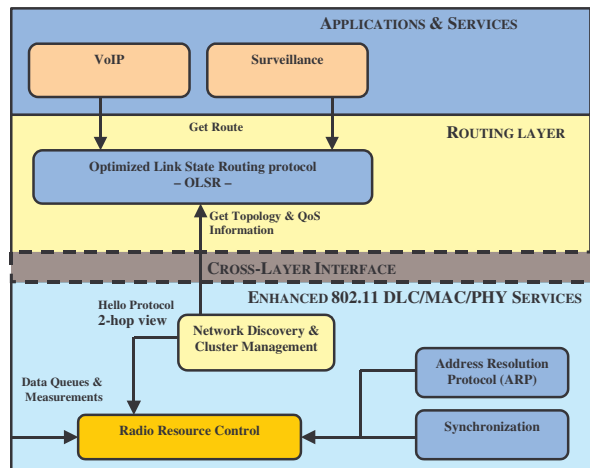 APPLICATIONS & SERVICES
VoIP
Surveillance
Get Route
ROUTING LAYER
Optimized Link State Routing protocol
– OLSR –
Get Topology & QoS
Information
CROSS-LAYER INTERFACE
ENHANCED 802.11 DLC/MAC/PHY SERVICES
Hello Protocol
2-hop view
Network Discovery &
Cluster Management
Data Queues &
Measurements
Address Resolution
Protocol (ARP)
Radio Resource Control
Synchronization